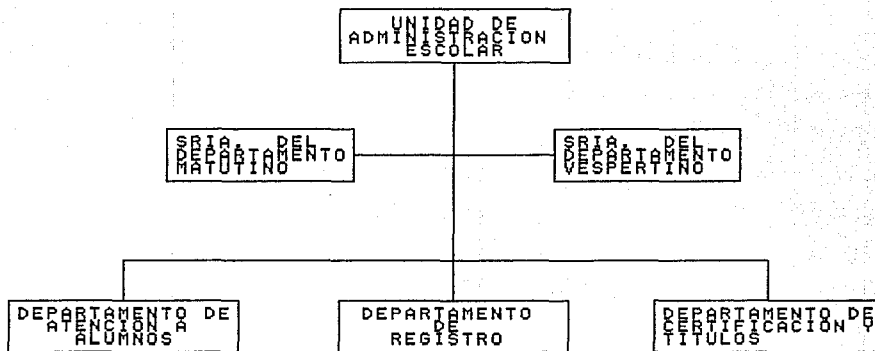 UNIDAD DE
ADMINISTRACION
ESCOLAR
SRIA. DEL
DEPARTAMENTO
MATUTINO
SRIA. DEL
DEPARTAMENTO
VESPERTINO
DEPARTAMENTO DE
ATENCION A
ALUMNOS
DEPARTAMENTO
DE
REGISTRO
DEPARTAMENTO DE
CERTIFICACION Y
TITULOS